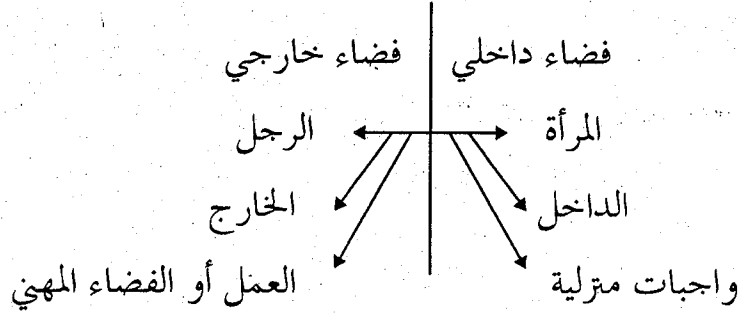 فضاء داخلي فضاء خارجي
المرأة الرجل
الداخل الخارج
واجبات منزلية العمل أو الفضاء المهني